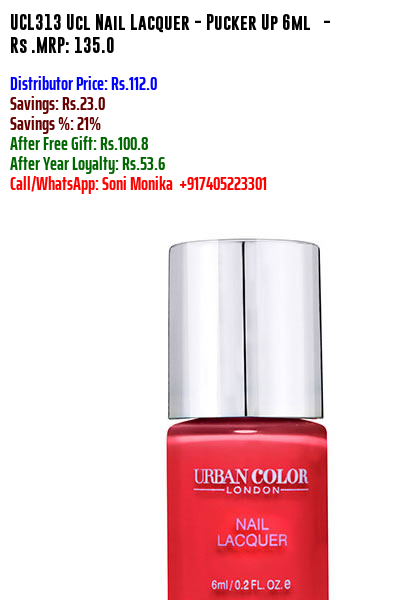 UCL313 Ucl Nail Lacquer - Pucker Up 6ml -
Rs .MRP: 135.0
Distributor Price: Rs.112.0
Savings: Rs.23.0
Savings %: 21%
After Free Gift: Rs.100.8
After Year Loyalty: Rs.53.6
Call/WhatsApp: Soni Monika +917405223301
URBAN COLOR
LONDON
NAIL
LACQUER
6ml/0.2 FL. OZ. e